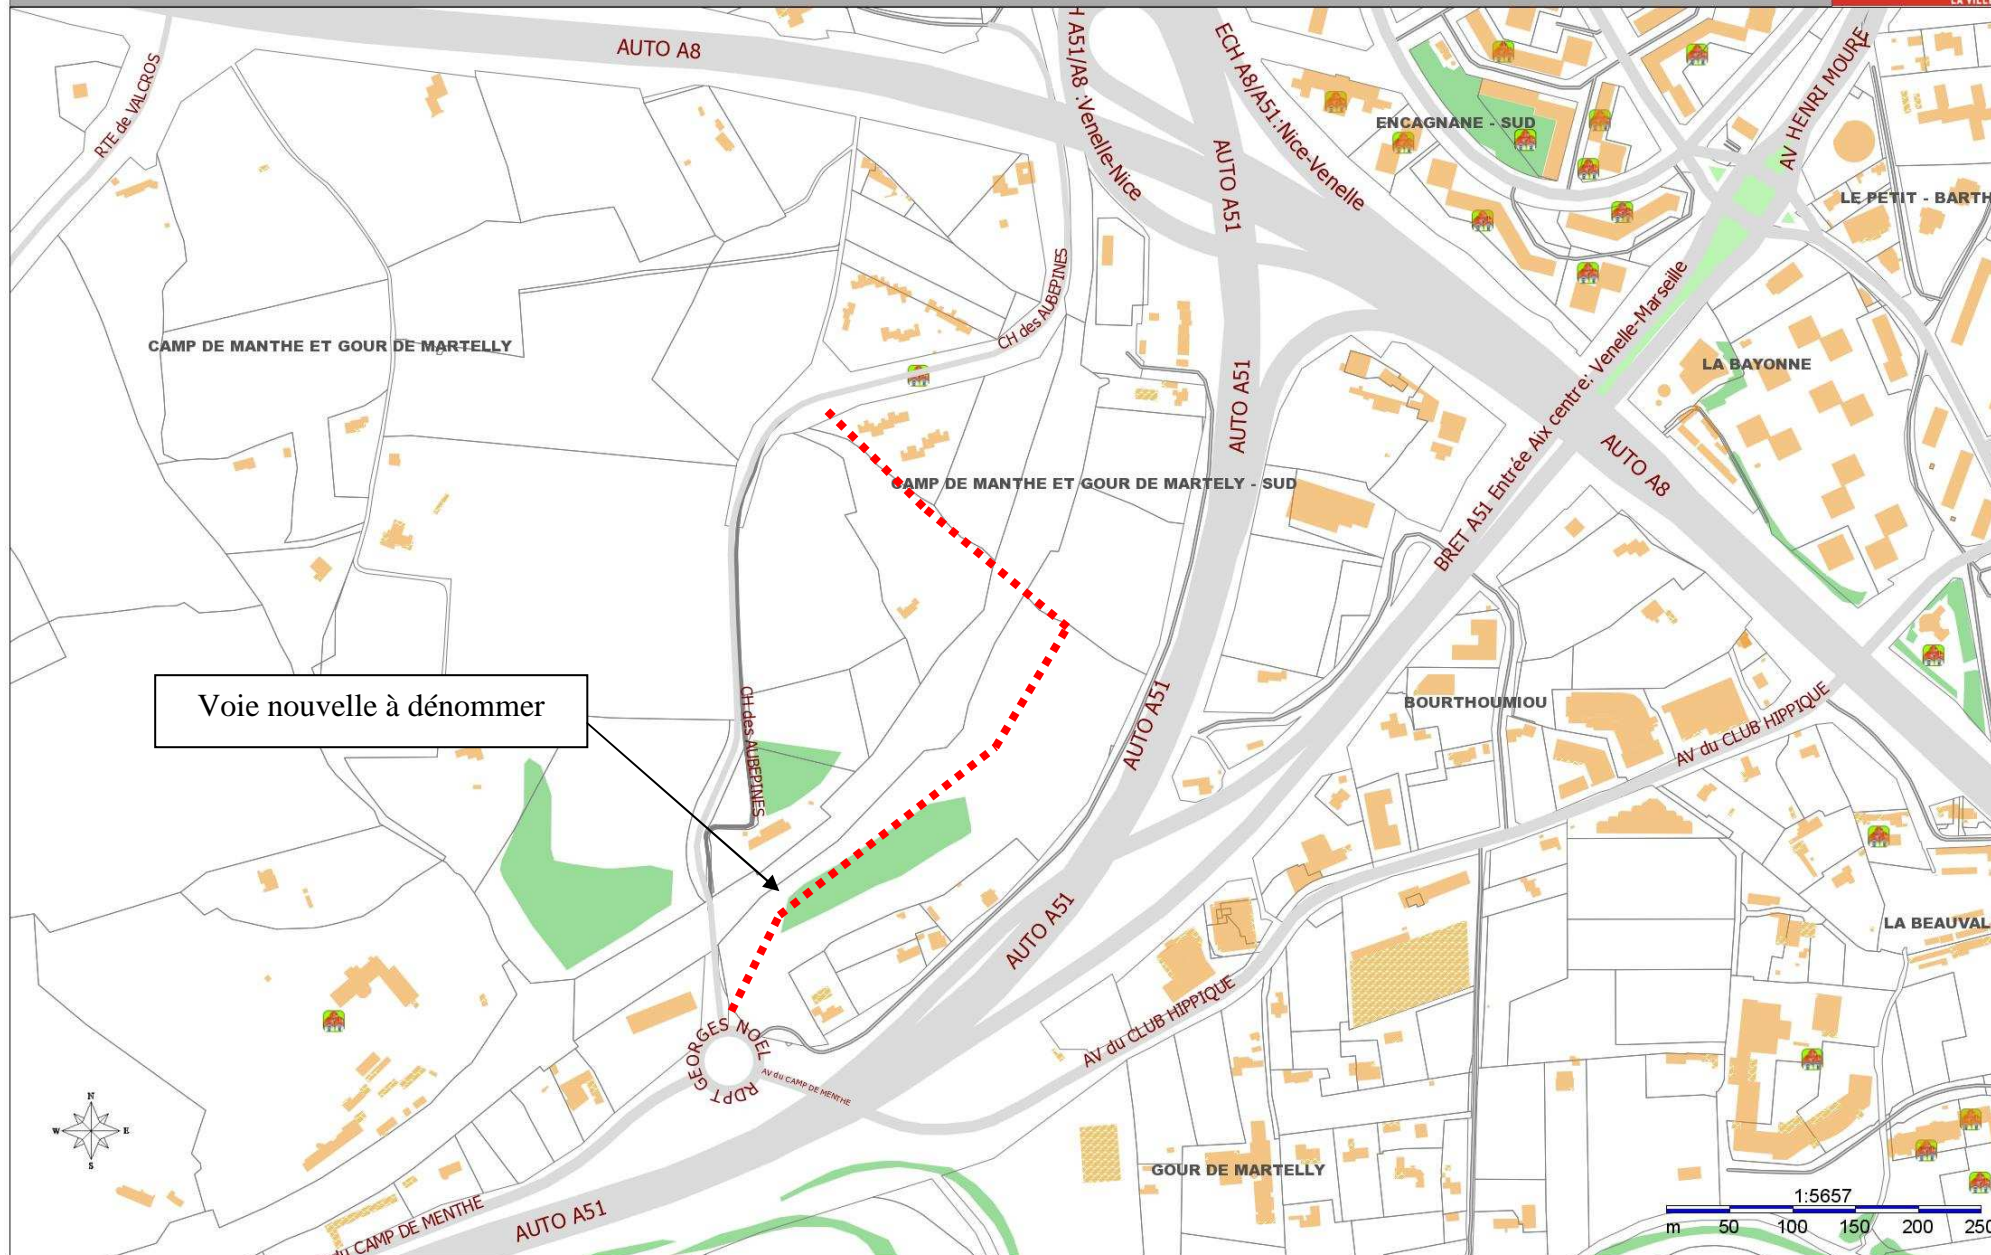 AUTO A8
RTE de VALCROS
A51/A8 :Venelle-Nice
ECH A8/A51:Nice-Venelle
AUTO A51
ENCAGNANE - SUD
AV HENRI MOURE
LE PETIT - BARTH
CH des AUBEPINES
CAMP DE MANTHE ET GOUR DE MARTELLY
AUTO A51
BRET A51 Entrée Aix centre: Venelle-Marseille
LA BAYONNE
AUTO A8
CAMP DE MANTHE ET GOUR DE MARTELY - SUD
Voie nouvelle à dénommer
CH des AUBEPINES
AUTO A51
BOURTHOUMIOU
AV du CLUB HIPPIQUE
AUTO A51
LA BEAUVAL
AV du CLUB HIPPIQUE
RDPT GEORGES NOEL
AV du CAMP DE MENTHE
N
W E
S
GOUR DE MARTELLY
du CAMP DE MENTHE
AUTO A51
1:5657
m 50 100 150 200 250